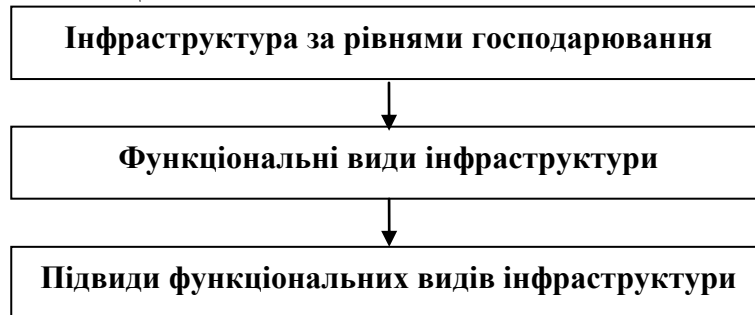 Інфраструктура за рівнями господарювання
Функціональні види інфраструктури
Підвиди функціональних видів інфраструктури